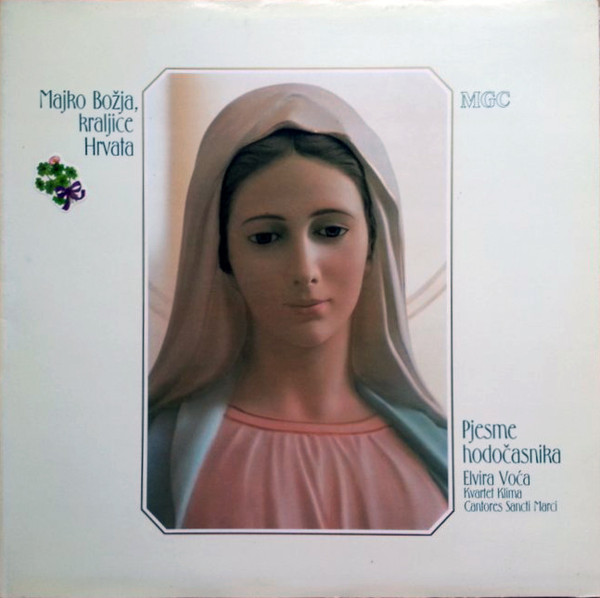 Majko Božja,
kraljice
Hrvata
MGC
Pjesme
hodočasnika
Elvira Voća
Kvartet Klima
Cantores Sancti Marci